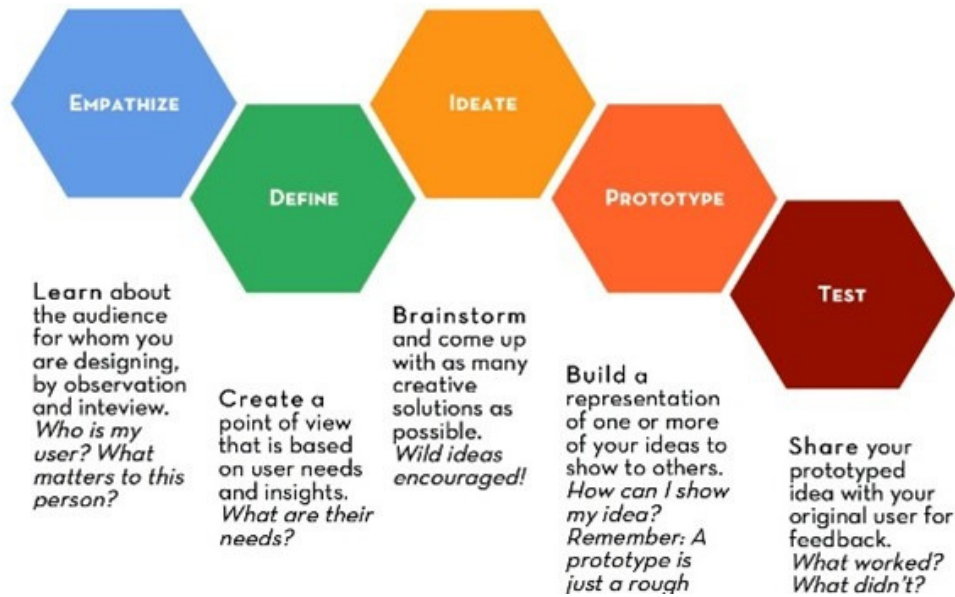 EMPATHIZE
DEFINE
IDEATE
PROTOTYPE
TEST
Learn about
the audience
for whom you
are designing,
by observation
and inteview.
Who is my
user? What
matters to this
person?
Create a
point of view
that is based
on user needs
and insights.
What are their
needs?
Brainstorm
and come up
with as many
creative
solutions as
possible.
Wild ideas
encouraged!
Build a
representation
of one or more
of your ideas to
show to others.
How can I show
my idea?
Remember: A
prototype is
just a rough
Share your
prototyped
idea with your
original user for
feedback.
What worked?
What didn't?